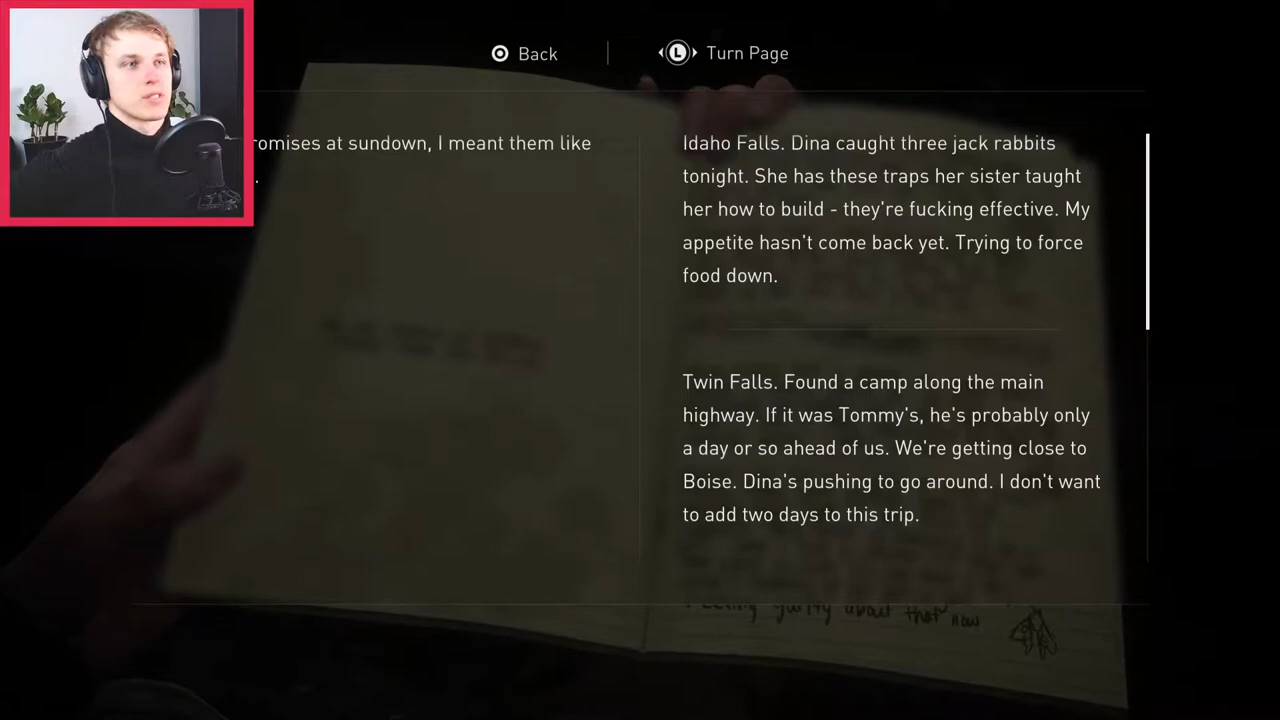 Back
L
Turn Page
romises at sundown, I meant them like
.
Idaho Falls. Dina caught three jack rabbits
tonight. She has these traps her sister taught
her how to build - they're fucking effective. My
appetite hasn't come back yet. Trying to force
food down.
Twin Falls. Found a camp along the main
highway. If it was Tommy's, he's probably only
a day or so ahead of us. We're getting close to
Boise. Dina's pushing to go around. I don't want
to add two days to this trip.
guilty about that now